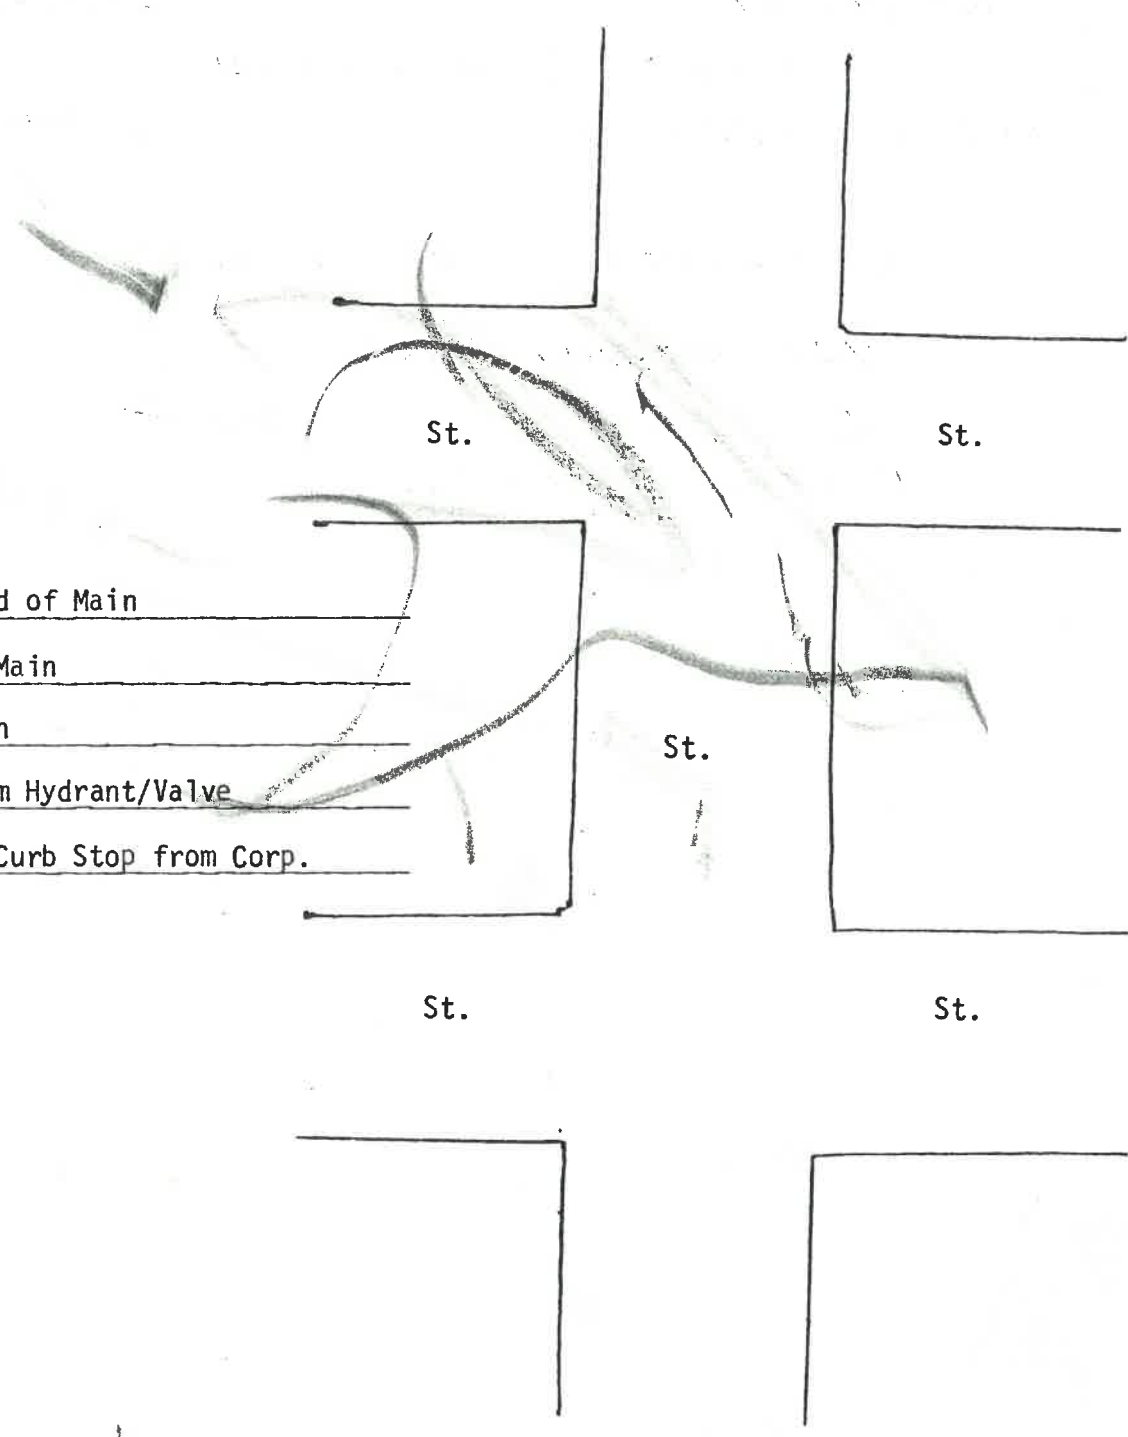 St. St.
d of Main
Main
n
St.
m Hydrant/Valve
Curb Stop from Corp.
St. St.